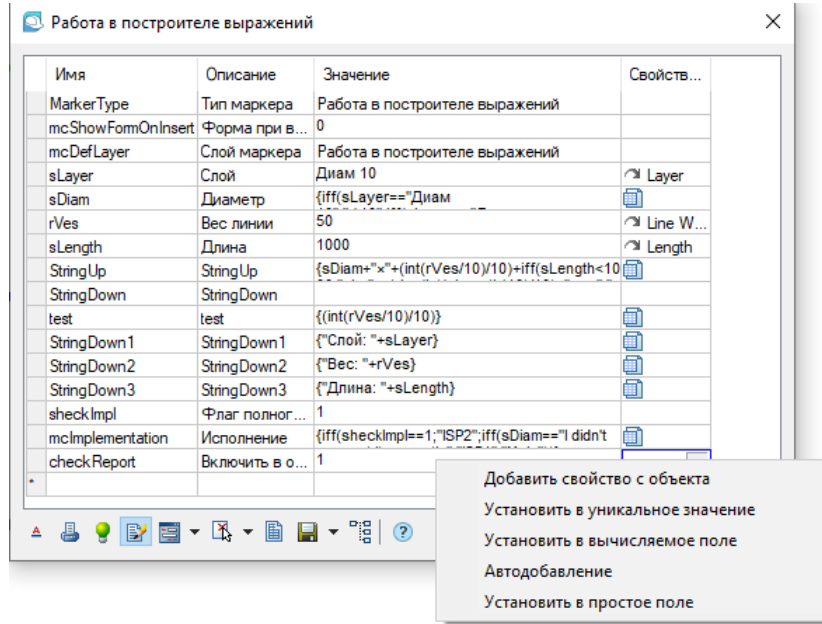 Работа в построителе выражений
Имя Описание Значение Свойств...
MarkerType Тип маркера Работа в построителе выражений
mcShowFormOnInsert Форма при в... 0
mcDefLayer Слой маркера Работа в построителе выражений
sLayer Слой Диам 10 Layer
sDiam Диаметр {iff(sLayer=="Диам
rVes Вес линии 50 Line W...
sLength Длина 1000 Length
StringUp StringUp {sDiam+"×"+(int(rVes/10)/10)+iff(sLength<10
StringDown StringDown
test test {(int(rVes/10)/10)}
StringDown1 StringDown1 {"Слой: "+sLayer}
StringDown2 StringDown2 {"Вес: "+rVes}
StringDown3 StringDown3 {"Длина: "+sLength}
sheckImpl Флаг полног... 1
mcImplementation Исполнение {iff(sheckImpl==1;"ISP2";iff(sDiam=="I didn't
checkReport Включить в о... 1
*
Добавить свойство с объекта
Установить в уникальное значение
Установить в вычисляемое поле
Автодобавление
Установить в простое поле